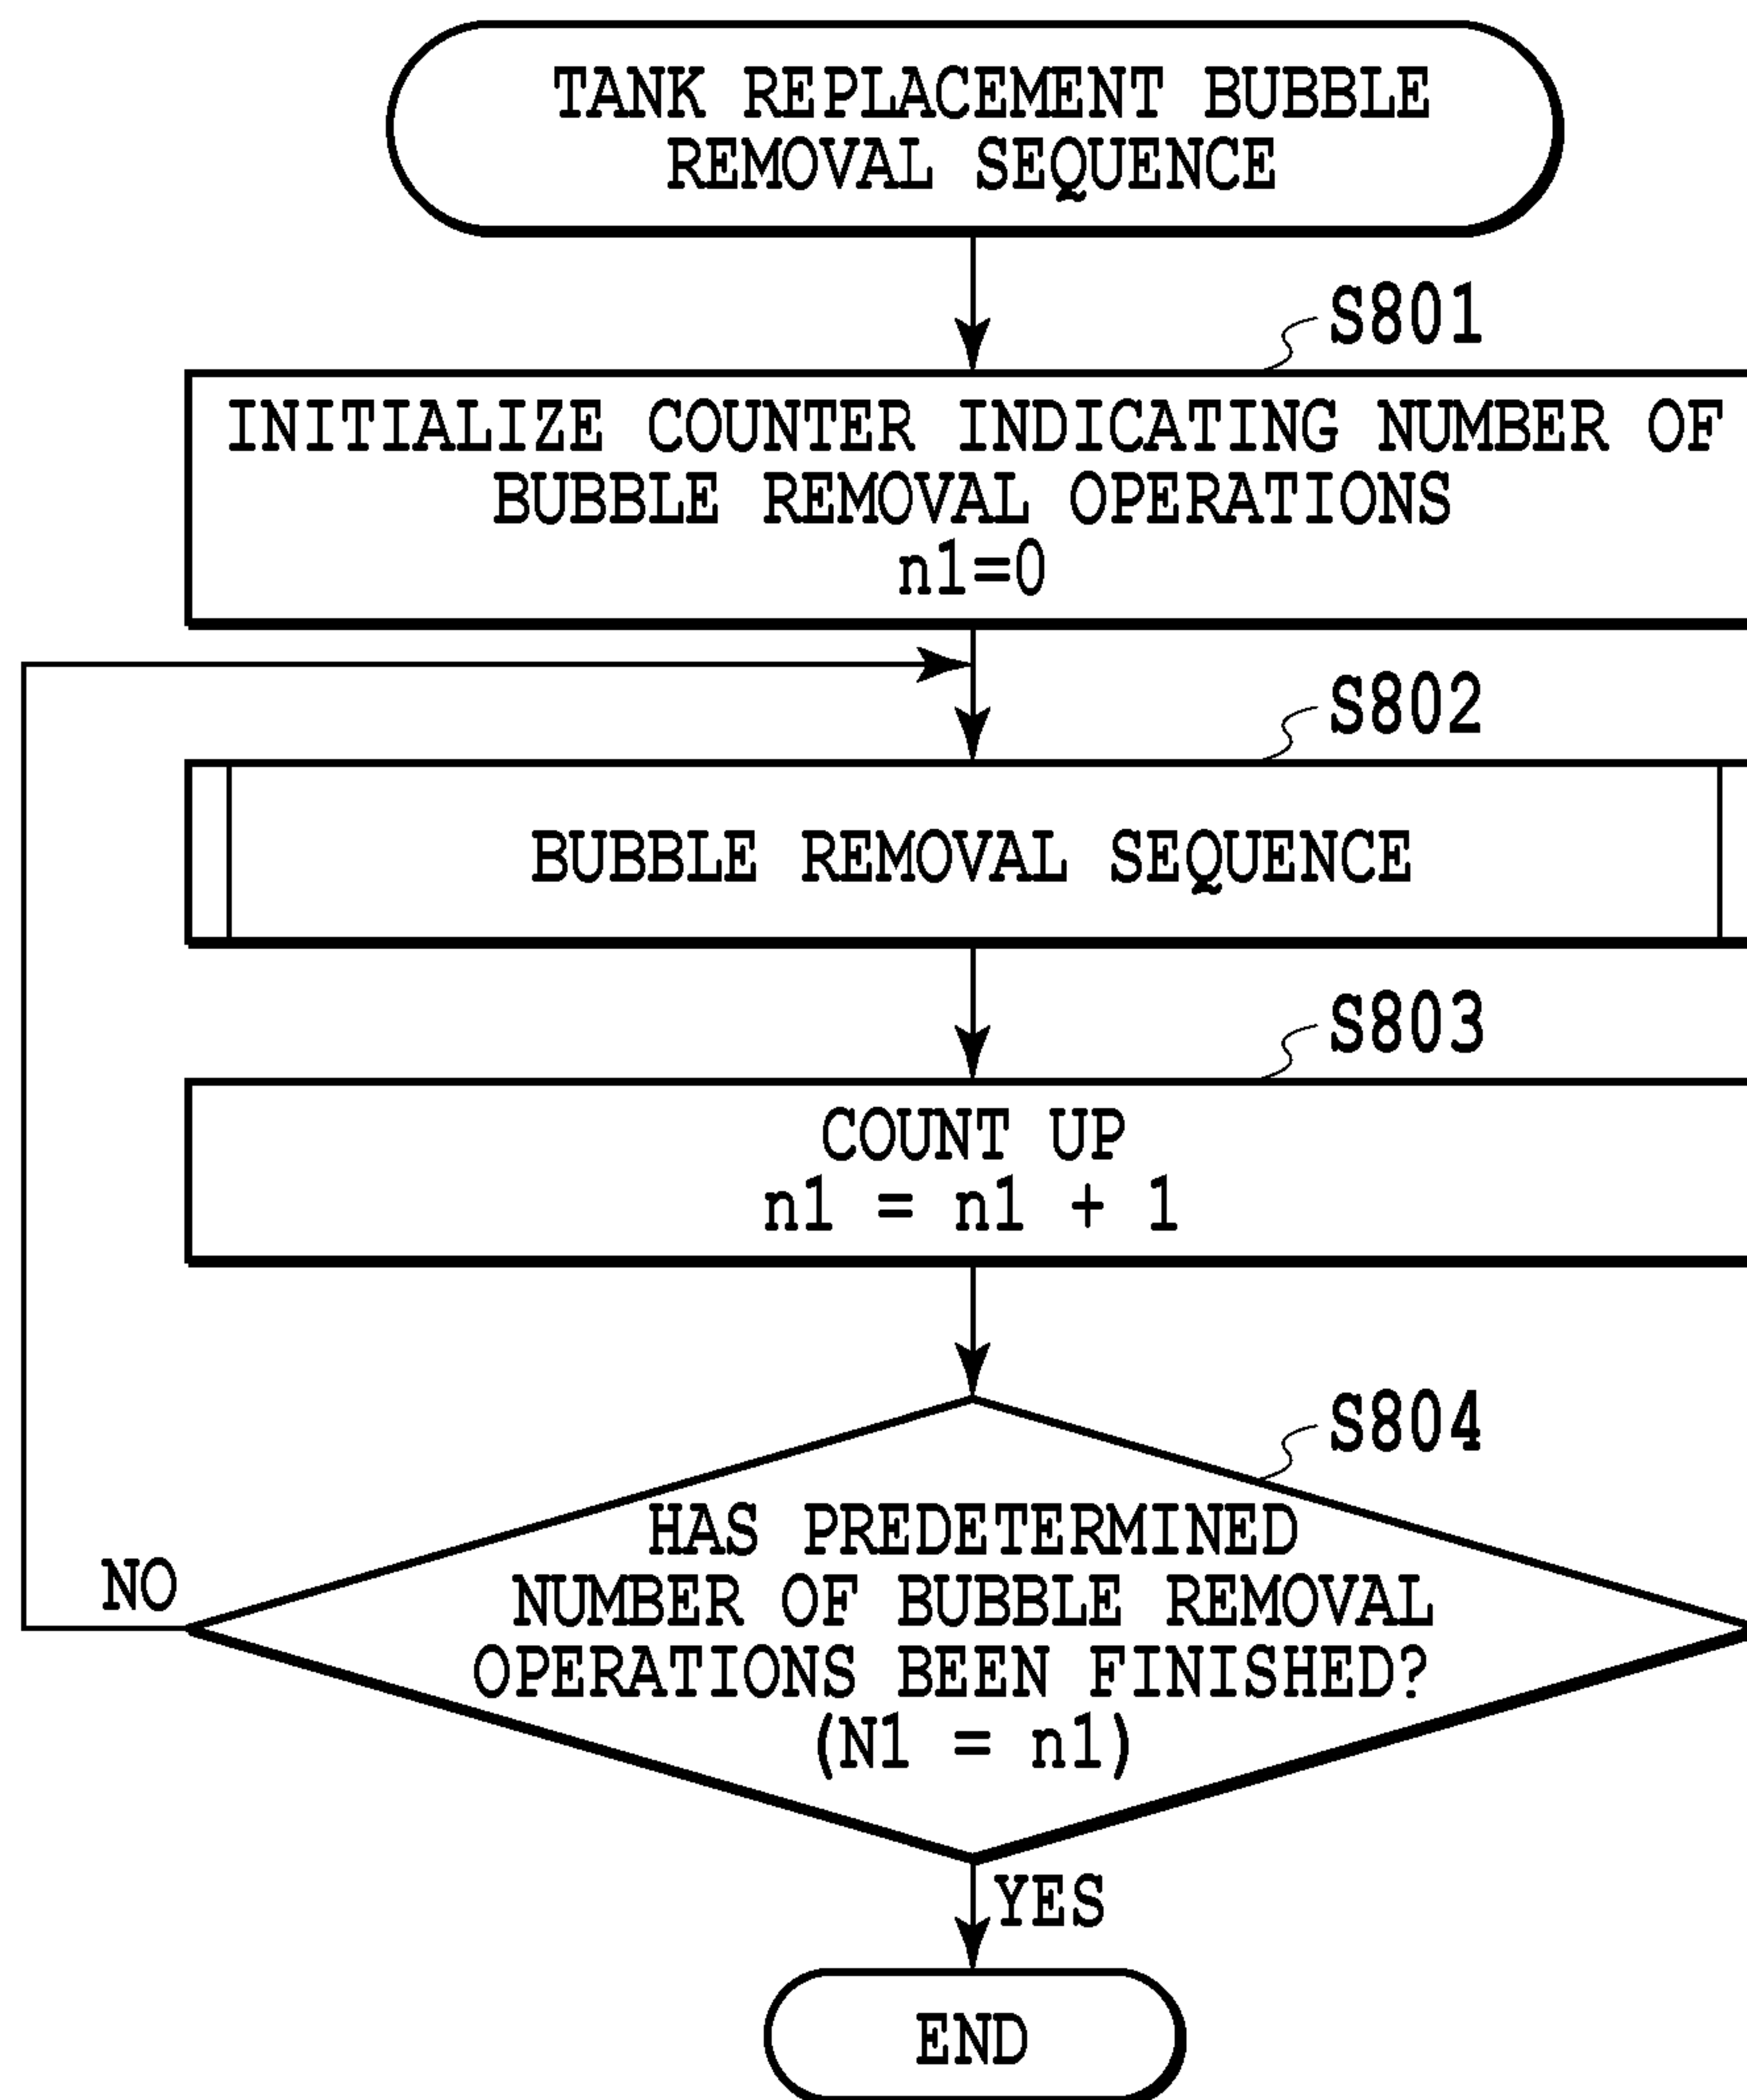 TANK REPLACEMENT BUBBLE
REMOVAL SEQUENCE
S801
INITIALIZE COUNTER INDICATING NUMBER OF
BUBBLE REMOVAL OPERATIONS
n1=0
S802
BUBBLE REMOVAL SEQUENCE
S803
COUNT UP
n1 = n1 + 1
S804
HAS PREDETERMINED
NUMBER OF BUBBLE REMOVAL
OPERATIONS BEEN FINISHED?
(N1 = n1)
NO
YES
END